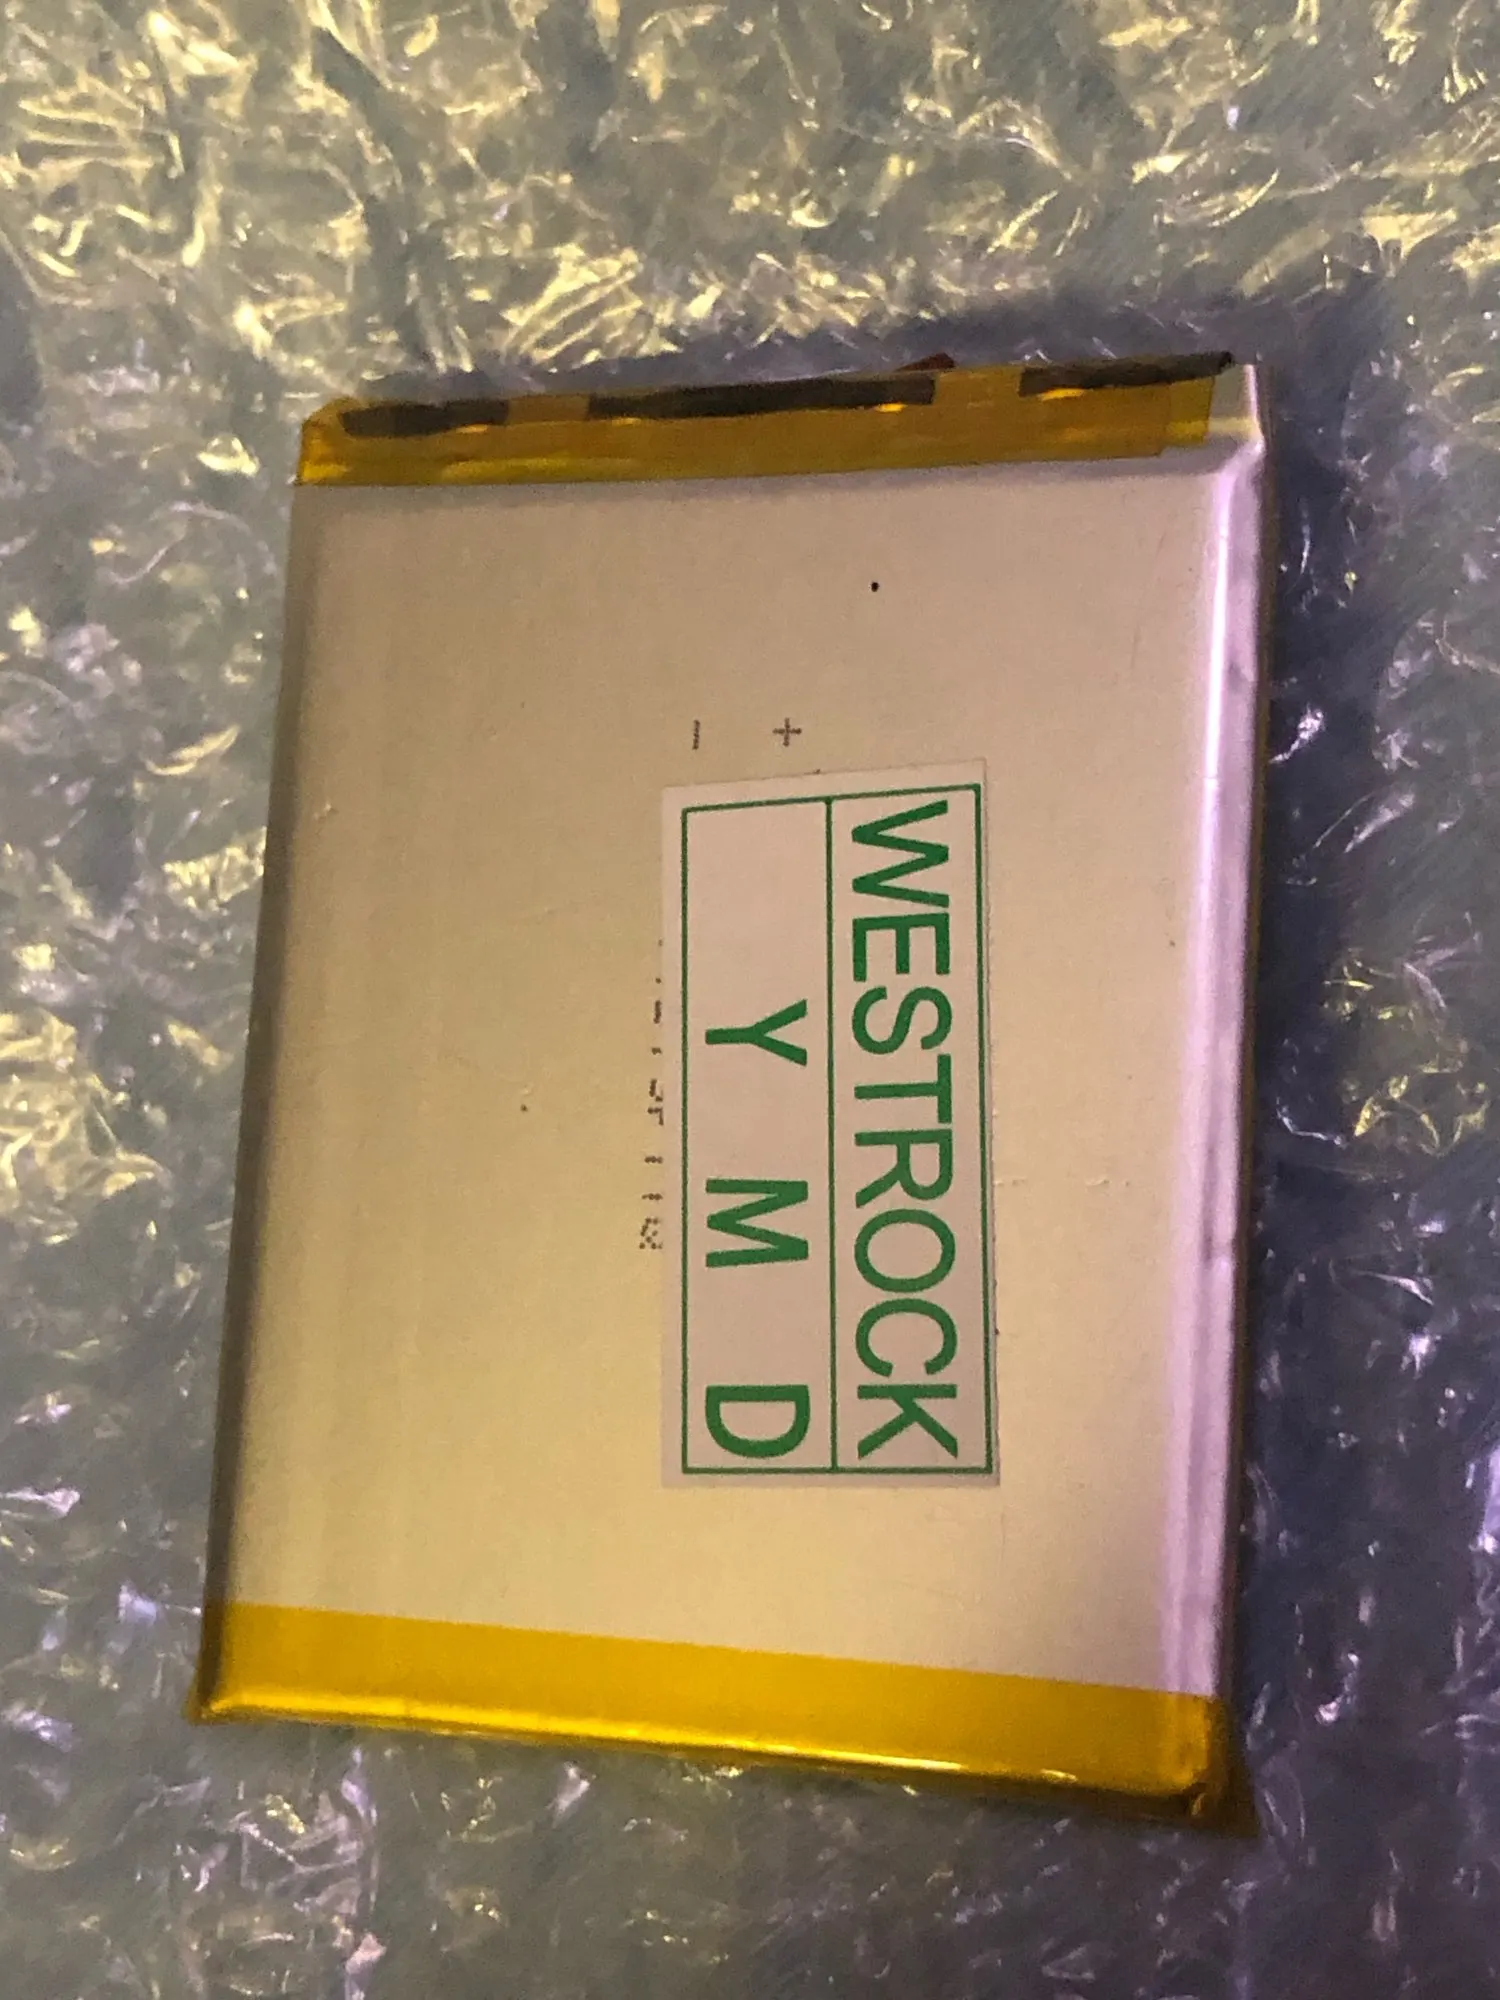 - +
WESTROCK
Y M D